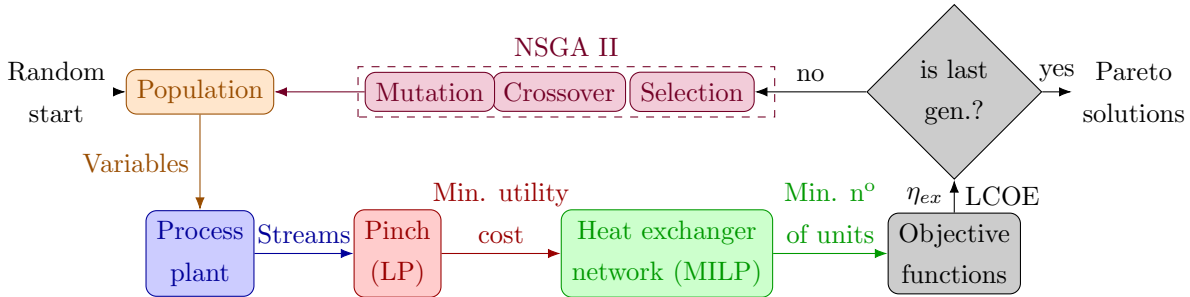 NSGA II
Random
start
Population
Mutation
Crossover
Selection
no
is last
gen.?
yes
Pareto
solutions
Variables
Process
plant
Streams
Pinch
(LP)
Min. utility
cost
Heat exchanger
network (MILP)
Min. nº
of units
η_ex
LCOE
Objective
functions